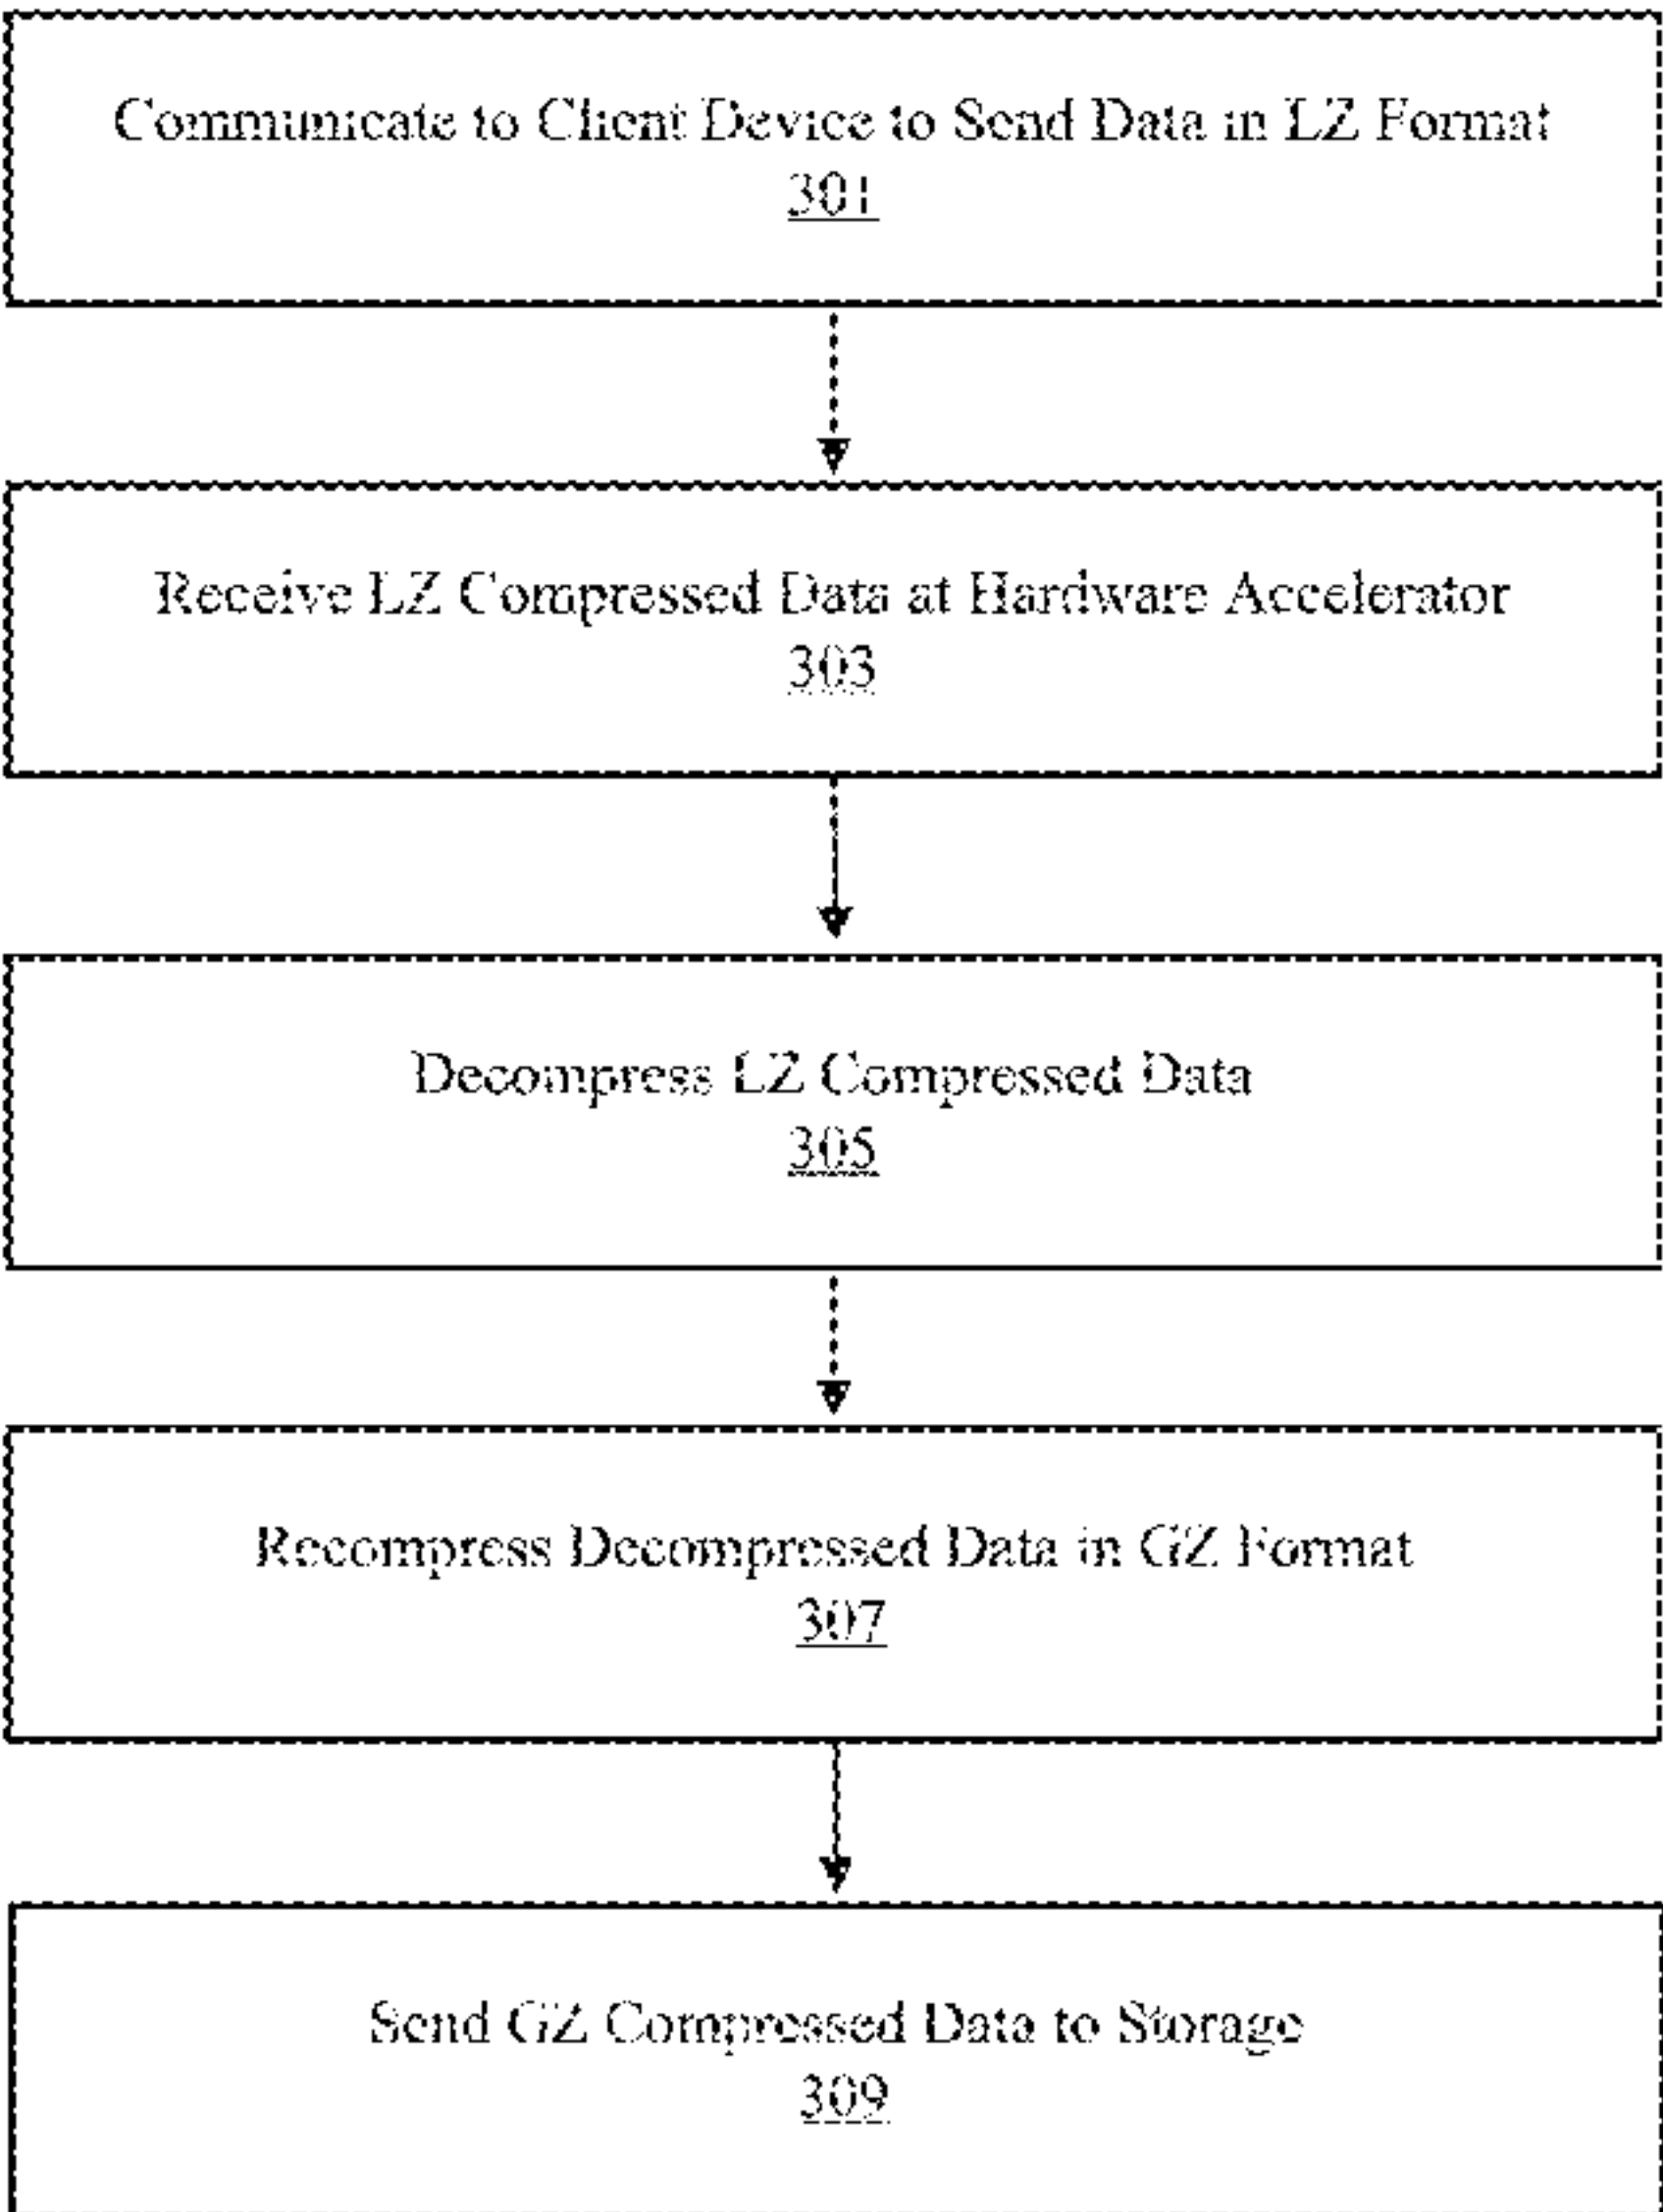 Communicate to Client Device to Send Data in LZ Format
301
Receive LZ Compressed Data at Hardware Accelerator
303
Decompress LZ Compressed Data
305
Recompress Decompressed Data in GZ Format
307
Send GZ Compressed Data to Storage
309